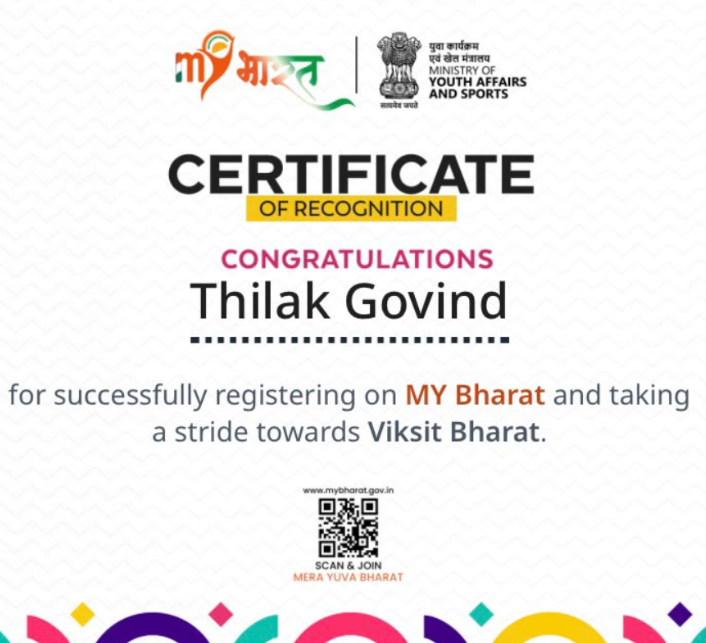 my भारत
युवा कार्यक्रम
एवं खेल मंत्रालय
MINISTRY OF
YOUTH AFFAIRS
AND SPORTS
सत्यमेव जयते
CERTIFICATE
OF RECOGNITION
CONGRATULATIONS
Thilak Govind
for successfully registering on MY Bharat and taking
a stride towards Viksit Bharat.
www.mybharat.gov.in
SCAN & JOIN
MERA YUVA BHARAT